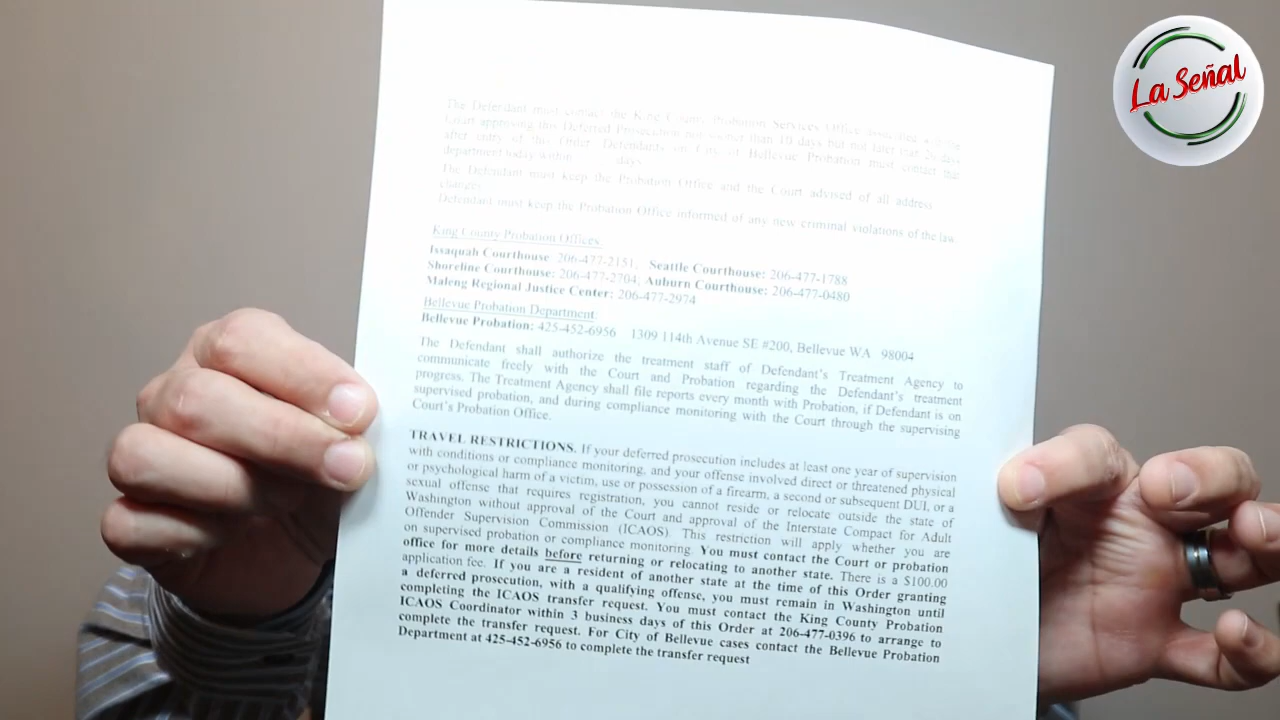 La Señal
The Defendant must contact the King County Probation Services Office associated with the
Court approving this Deferred Prosecution not sooner than 10 days but not later than 20 days
after entry of this Order. Defendants on City of Bellevue Probation must contact that
department today within days
The Defendant must keep the Probation Office and the Court advised of all address
changes
Defendant must keep the Probation Office informed of any new criminal violations of the law
King County Probation Offices:
Issaquah Courthouse: 206-477-2151; Seattle Courthouse: 206-477-1788
Shoreline Courthouse: 206-477-2704; Auburn Courthouse: 206-477-0480
Maleng Regional Justice Center: 206-477-2974
Bellevue Probation Department:
Bellevue Probation: 425-452-6956 1309 114th Avenue SE #200, Bellevue WA 98004
The Defendant shall authorize the treatment staff of Defendant's Treatment Agency to
communicate freely with the Court and Probation regarding the Defendant's treatment
progress. The Treatment Agency shall file reports every month with Probation, if Defendant is on
supervised probation, and during compliance monitoring with the Court through the supervising
Court's Probation Office.
TRAVEL RESTRICTIONS. If your deferred prosecution includes at least one year of supervision
with conditions or compliance monitoring, and your offense involved direct or threatened physical
or psychological harm of a victim, use or possession of a firearm, a second or subsequent DUI, or a
sexual offense that requires registration, you cannot reside or relocate outside the state of
Washington without approval of the Court and approval of the Interstate Compact for Adult
Offender Supervision Commission (ICAOS). This restriction will apply whether you are
on supervised probation or compliance monitoring. You must contact the Court or probation
office for more details before returning or relocating to another state. There is a $100.00
application fee. If you are a resident of another state at the time of this Order granting
a deferred prosecution, with a qualifying offense, you must remain in Washington until
completing the ICAOS transfer request. You must contact the King County Probation
ICAOS Coordinator within 3 business days of this Order at 206-477-0396 to arrange to
complete the transfer request. For City of Bellevue cases contact the Bellevue Probation
Department at 425-452-6956 to complete the transfer request